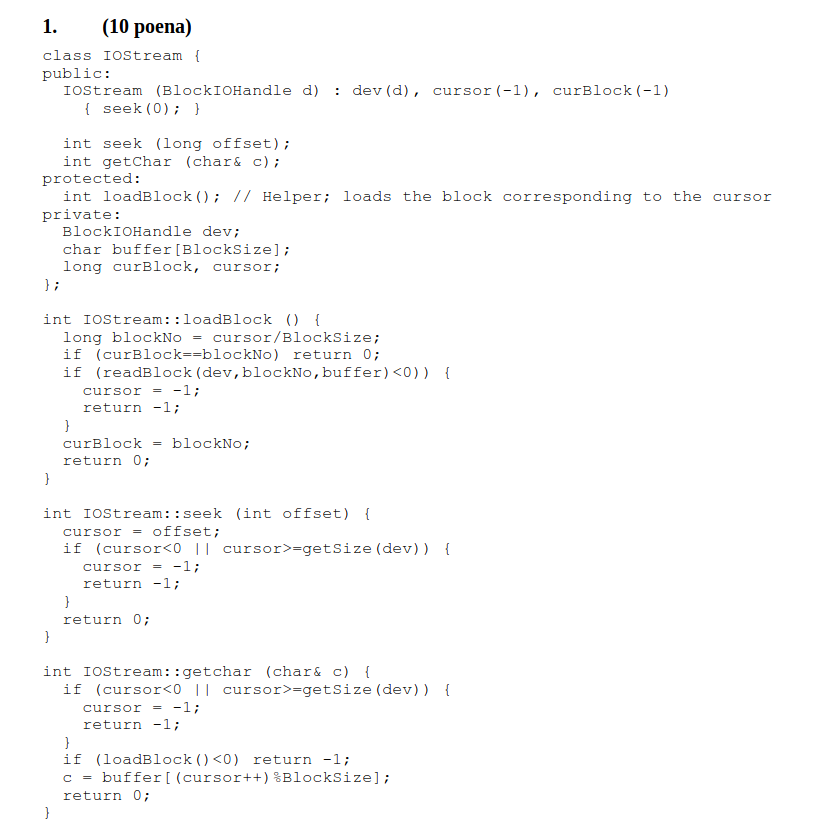 1. (10 poena)
class IOStream {
public:
  IOStream (BlockIOHandle d) : dev(d), cursor(-1), curBlock(-1)
    { seek(0); }

  int seek (long offset);
  int getChar (char& c);
protected:
  int loadBlock(); // Helper; loads the block corresponding to the cursor
private:
  BlockIOHandle dev;
  char buffer[BlockSize];
  long curBlock, cursor;
};

int IOStream::loadBlock () {
  long blockNo = cursor/BlockSize;
  if (curBlock==blockNo) return 0;
  if (readBlock(dev,blockNo,buffer)<0)) {
    cursor = -1;
    return -1;
  }
  curBlock = blockNo;
  return 0;
}

int IOStream::seek (int offset) {
  cursor = offset;
  if (cursor<0 || cursor>=getSize(dev)) {
    cursor = -1;
    return -1;
  }
  return 0;
}

int IOStream::getchar (char& c) {
  if (cursor<0 || cursor>=getSize(dev)) {
    cursor = -1;
    return -1;
  }
  if (loadBlock()<0) return -1;
  c = buffer[(cursor++)%BlockSize];
  return 0;
}